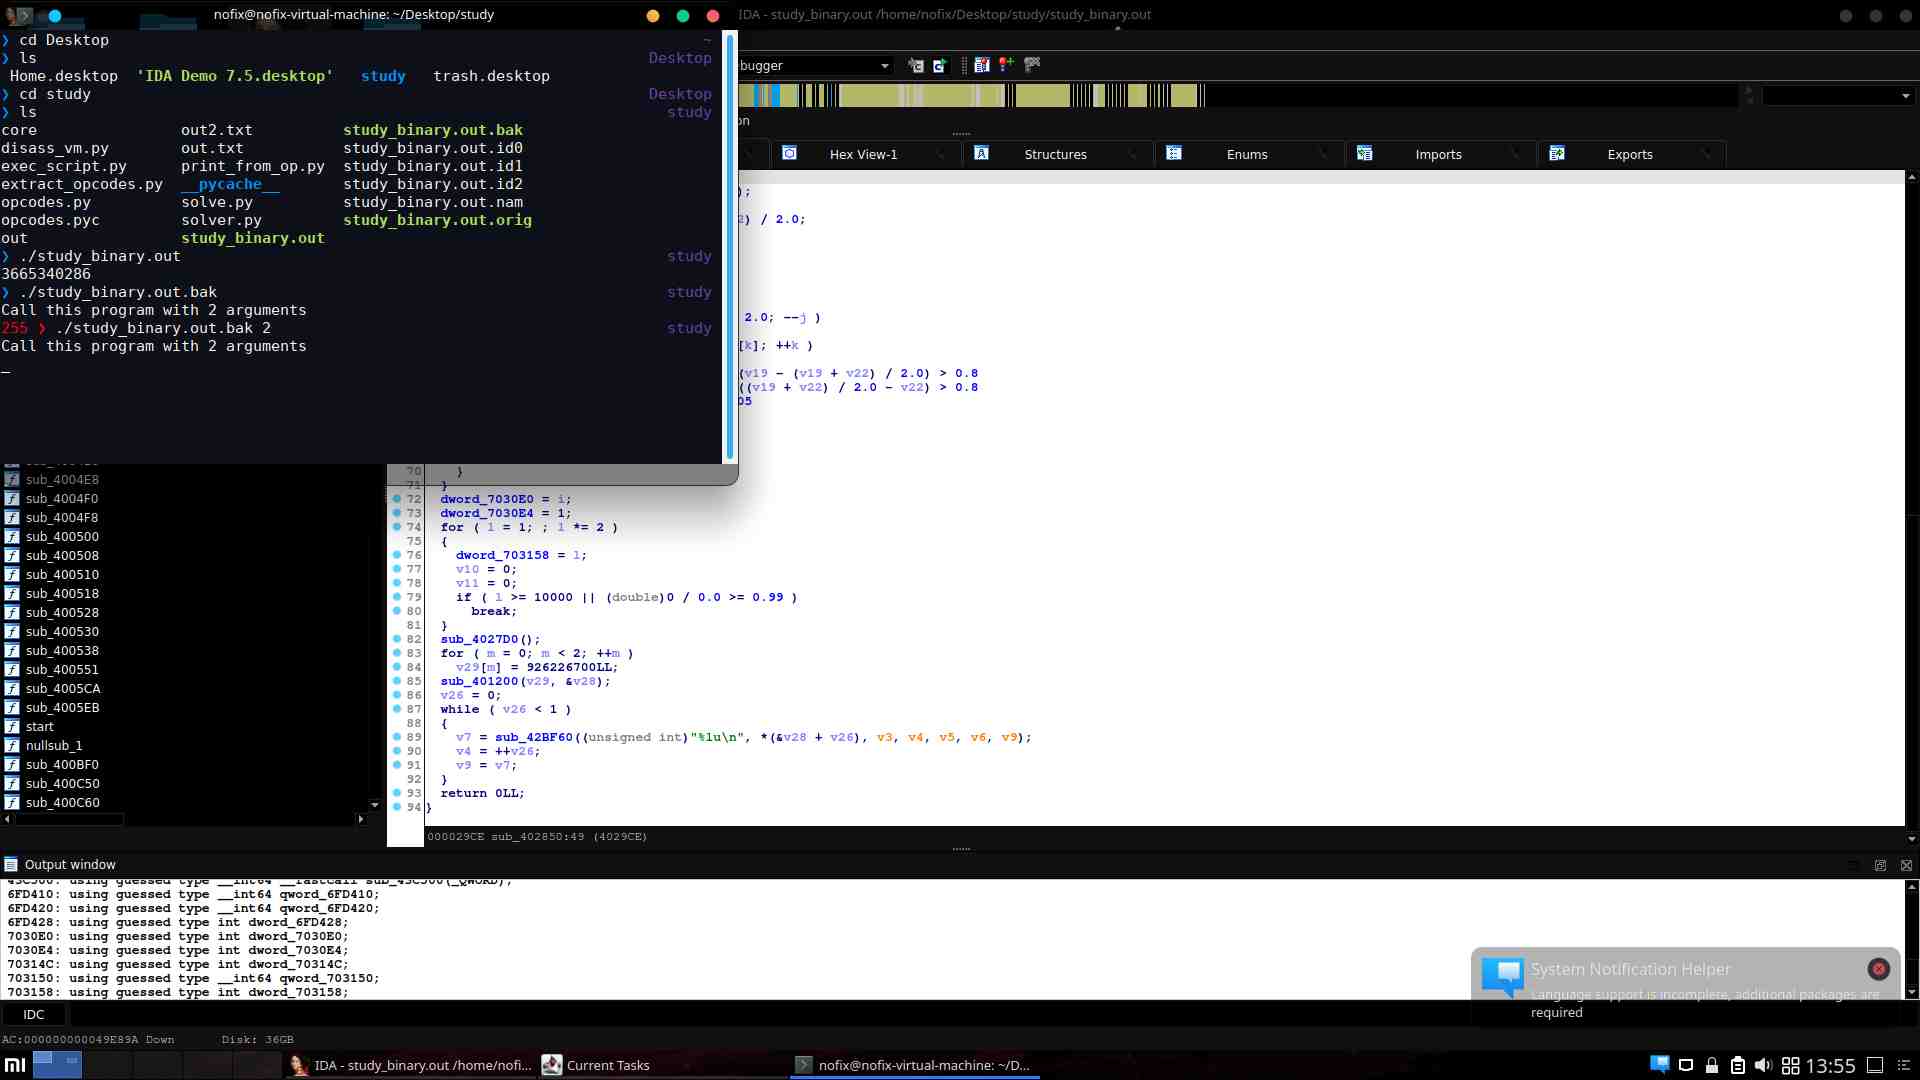 nofix@nofix-virtual-machine: ~/Desktop/study
IDA - study_binary.out /home/nofix/Desktop/study/study_binary.out
❯ cd Desktop ~
❯ ls Desktop
Home.desktop 'IDA Demo 7.5.desktop' study trash.desktop
❯ cd study Desktop
❯ ls study
core out2.txt study_binary.out.bak
disass_vm.py out.txt study_binary.out.id0
exec_script.py print_from_op.py study_binary.out.id1
extract_opcodes.py __pycache__ study_binary.out.id2
opcodes.py solve.py study_binary.out.nam
opcodes.pyc solver.py study_binary.out.orig
out study_binary.out
❯ ./study_binary.out study
3665340286
❯ ./study_binary.out.bak study
Call this program with 2 arguments
255 ❯ ./study_binary.out.bak 2 study
Call this program with 2 arguments
_
bugger
on
Hex View-1
Structures
Enums
Imports
Exports
);
2) / 2.0;
2.0; --j )
[k]; ++k )
(v19 - (v19 + v22) / 2.0) > 0.8
((v19 + v22) / 2.0 - v22) > 0.8
05
sub_4004E8
sub_4004F0
sub_4004F8
sub_400500
sub_400508
sub_400510
sub_400518
sub_400528
sub_400530
sub_400538
sub_400551
sub_4005CA
sub_4005EB
start
nullsub_1
sub_400BF0
sub_400C50
sub_400C60
70 }
71 }
72 dword_7030E0 = i;
73 dword_7030E4 = 1;
74 for ( l = 1; ; l *= 2 )
75 {
76 dword_703158 = l;
77 v10 = 0;
78 v11 = 0;
79 if ( l >= 10000 || (double)0 / 0.0 >= 0.99 )
80 break;
81 }
82 sub_4027D0();
83 for ( m = 0; m < 2; ++m )
84 v29[m] = 926226700LL;
85 sub_401200(v29, &v28);
86 v26 = 0;
87 while ( v26 < 1 )
88 {
89 v7 = sub_42BF60((unsigned int)"%lu\n", *(&v28 + v26), v3, v4, v5, v6, v9);
90 v4 = ++v26;
91 v9 = v7;
92 }
93 return 0LL;
94 }
000029CE sub_402850:49 (4029CE)
Output window
43C500: using guessed type __int64 __fastcall sub_43C500(_QWORD);
6FD410: using guessed type __int64 qword_6FD410;
6FD420: using guessed type __int64 qword_6FD420;
6FD428: using guessed type int dword_6FD428;
7030E0: using guessed type int dword_7030E0;
7030E4: using guessed type int dword_7030E4;
70314C: using guessed type int dword_70314C;
703150: using guessed type __int64 qword_703150;
703158: using guessed type int dword_703158;
System Notification Helper
Language support is incomplete, additional packages are
required
IDC
AC:000000000049E89A Down Disk: 36GB
IDA - study_binary.out /home/nofi...
Current Tasks
nofix@nofix-virtual-machine: ~/D...
13:55